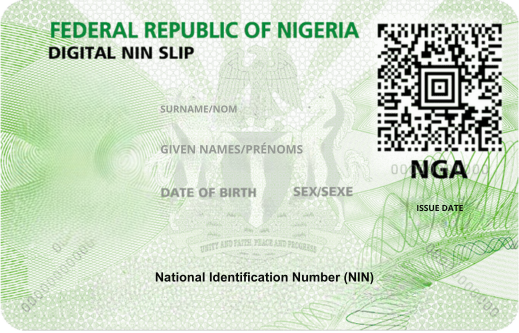 FEDERAL REPUBLIC OF NIGERIA
DIGITAL NIN SLIP
SURNAME/NOM
GIVEN NAMES/PRÉNOMS
DATE OF BIRTH SEX/SEXE
NGA
ISSUE DATE
UNITY AND FAITH, PEACE AND PROGRESS
National Identification Number (NIN)